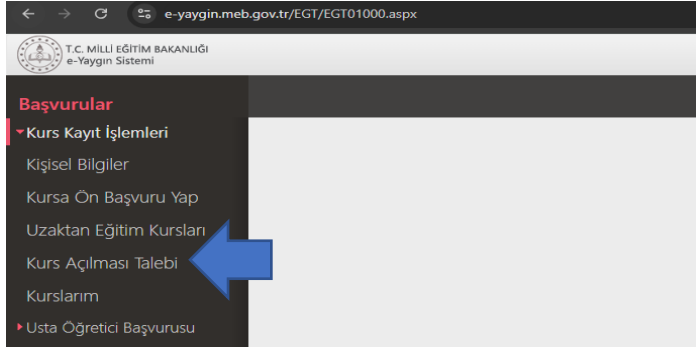 e-yaygin.meb.gov.tr/EGT/EGT01000.aspx
T.C. MİLLİ EĞİTİM BAKANLIĞI
e-Yaygın Sistemi
Başvurular
Kurs Kayıt İşlemleri
Kişisel Bilgiler
Kursa Ön Başvuru Yap
Uzaktan Eğitim Kursları
Kurs Açılması Talebi
Kurslarım
Usta Öğretici Başvurusu